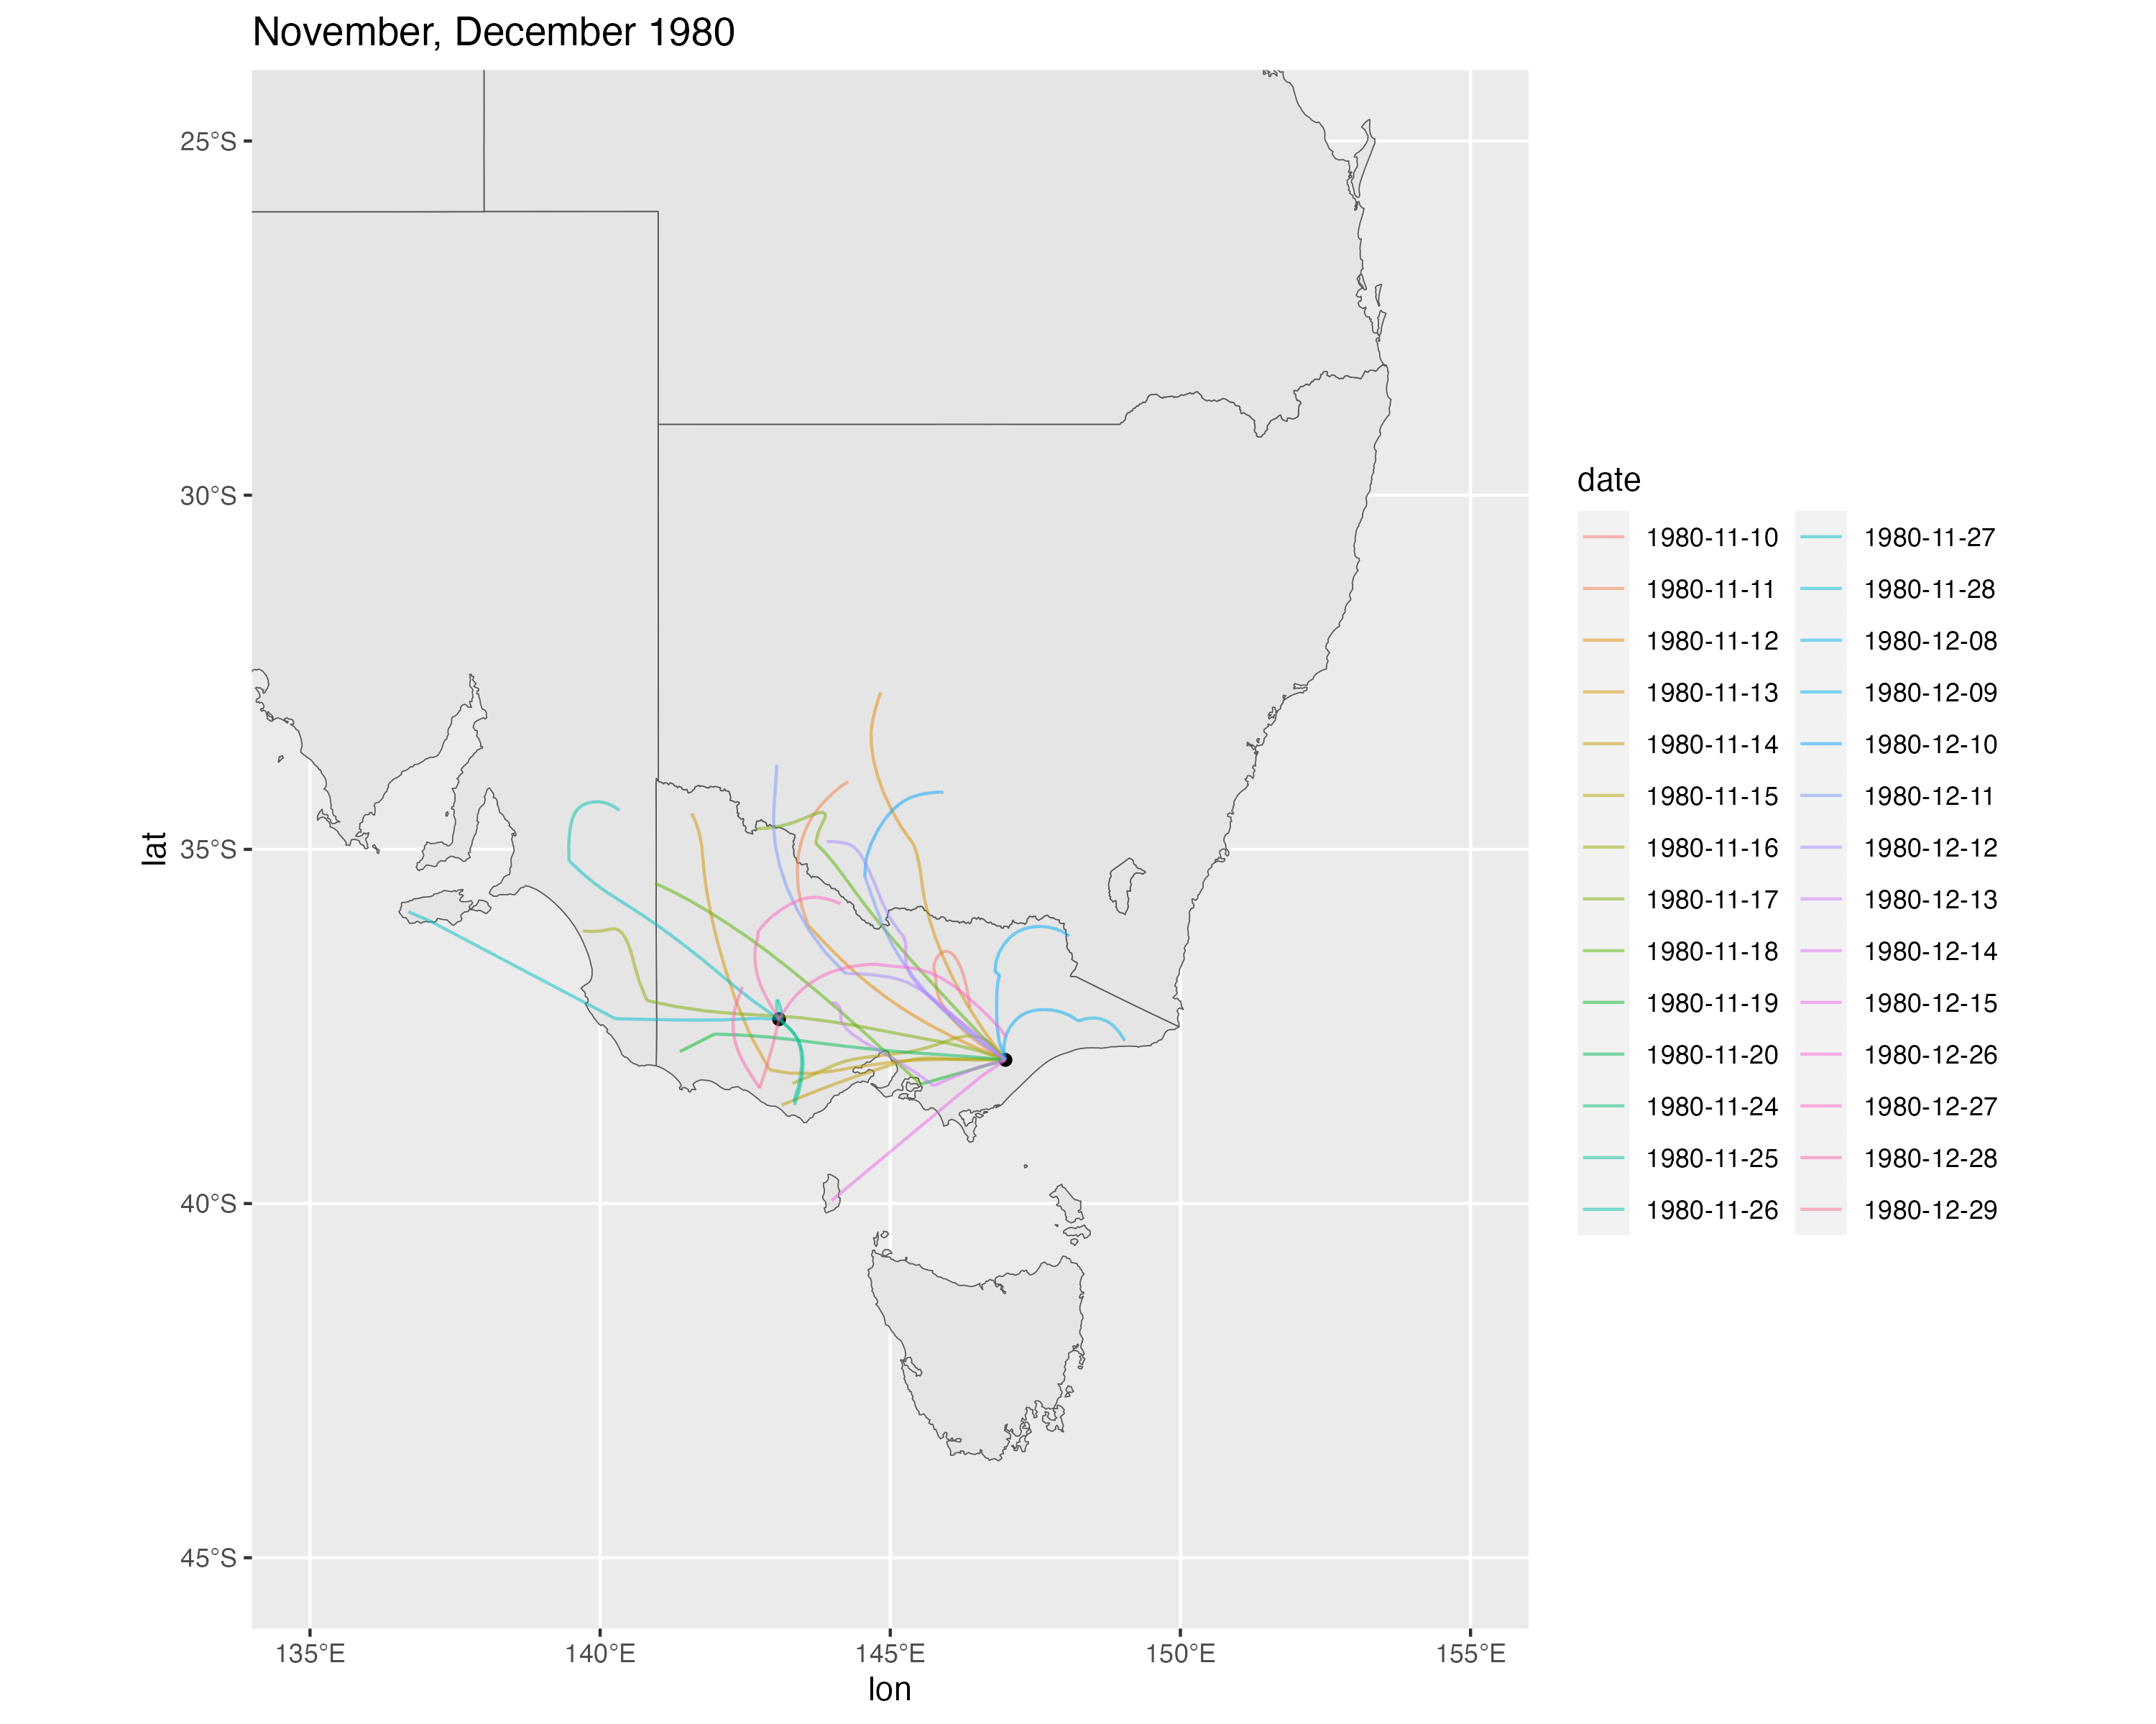 November, December 1980
25°S
30°S
35°S
40°S
45°S
lat
135°E
140°E
145°E
150°E
155°E
lon
date
1980-11-10
1980-11-11
1980-11-12
1980-11-13
1980-11-14
1980-11-15
1980-11-16
1980-11-17
1980-11-18
1980-11-19
1980-11-20
1980-11-24
1980-11-25
1980-11-26
1980-11-27
1980-11-28
1980-12-08
1980-12-09
1980-12-10
1980-12-11
1980-12-12
1980-12-13
1980-12-14
1980-12-15
1980-12-26
1980-12-27
1980-12-28
1980-12-29